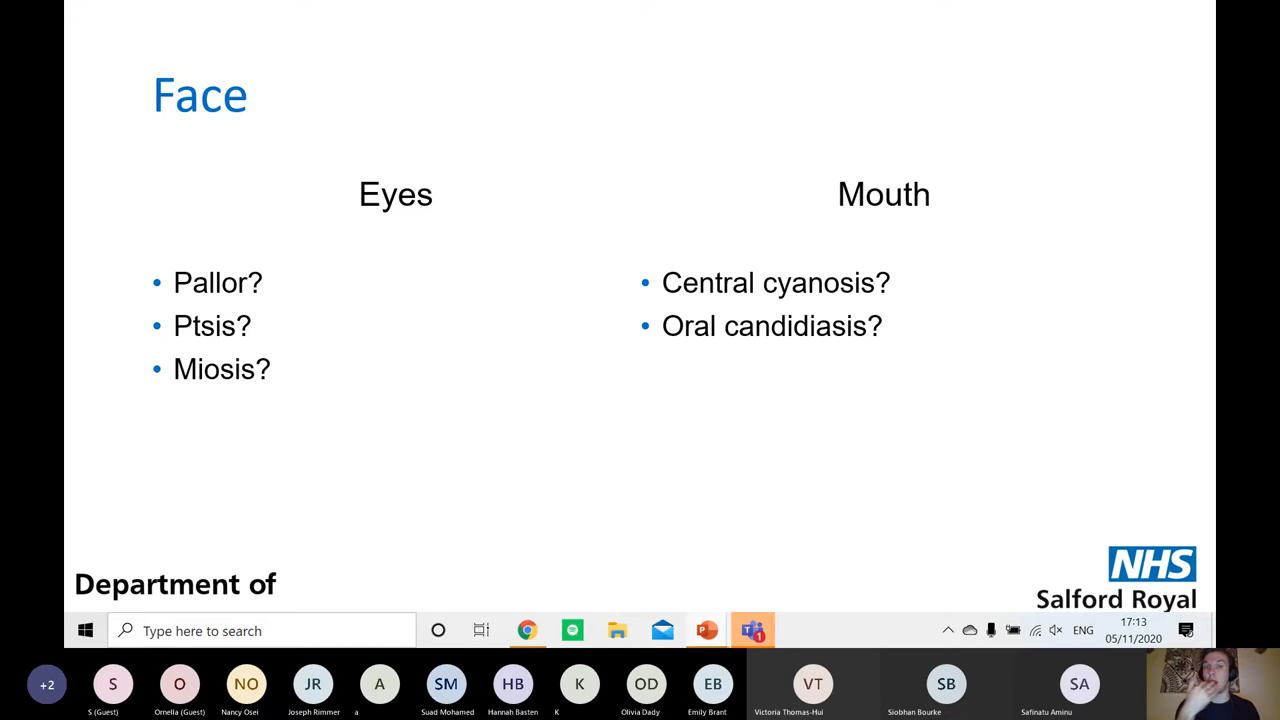 Face
Eyes
Mouth
Pallor?
Ptsis?
Miosis?
Central cyanosis?
Oral candidiasis?
Department of
NHS
Salford Royal
Type here to search
ENG
17:13
05/11/2020
1
+2
S
O
NO
JR
A
SM
HB
K
OD
EB
VT
SB
SA
S (Guest)
Ornella (Guest)
Nancy Osei
Joseph Rimmer
a
Suad Mohamed
Hannah Basten
K
Olivia Dady
Emily Brant
Victoria Thomas-Hui
Siobhan Bourke
Safinatu Aminu